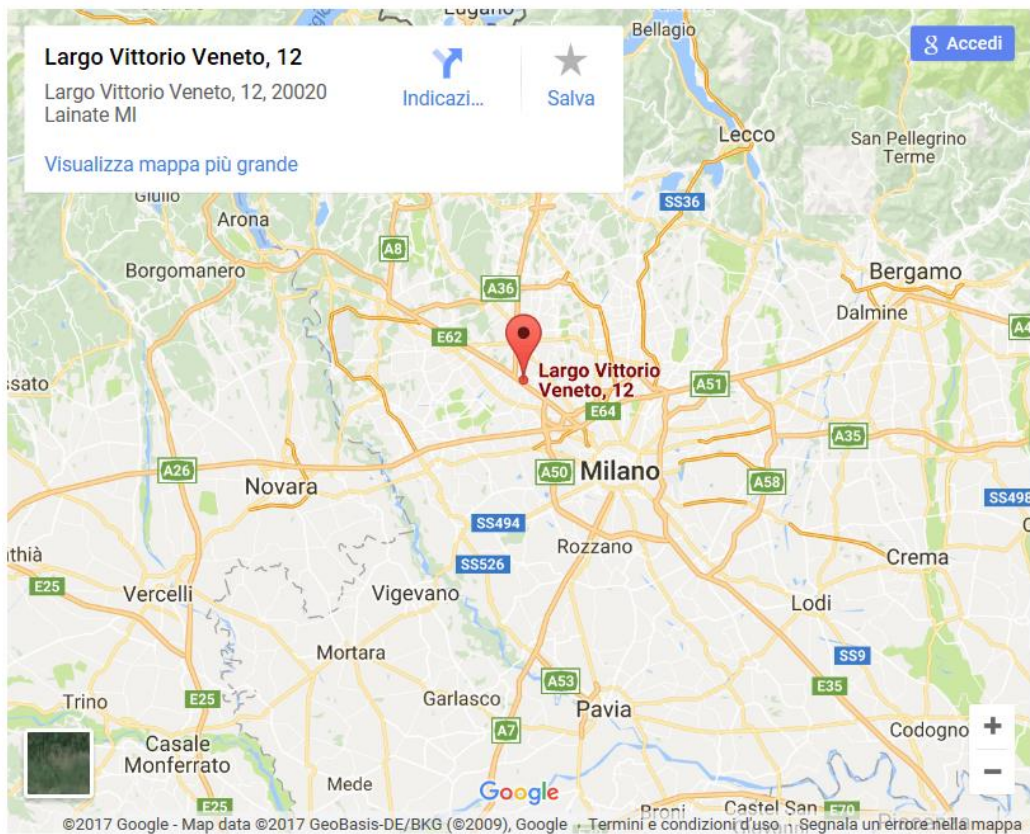 Lugano
Bellagio
Largo Vittorio Veneto, 12
Largo Vittorio Veneto, 12, 20020
Lainate MI
Indicazi...
Salva
Visualizza mappa più grande
g Accedi
Lecco
San Pellegrino
Terme
SS36
Giulio
Arona
A8
Borgomanero
A36
Bergamo
Dalmine
E62
Largo Vittorio
Veneto, 12
A51
E64
A35
A26
Novara
A50
Milano
A58
SS498
SS494
Rozzano
Crema
SS526
E25
Vercelli
Vigevano
Lodi
Mortara
SS9
E35
A53
Trino
E25
Garlasco
Pavia
A7
Codogno
Casale
Monferrato
Mede
Google
E25
Broni
Castel San
E70
©2017 Google - Map data ©2017 GeoBasis-DE/BKG (©2009), Google
Termini e condizioni d'uso
Segnala un errore nella mappa